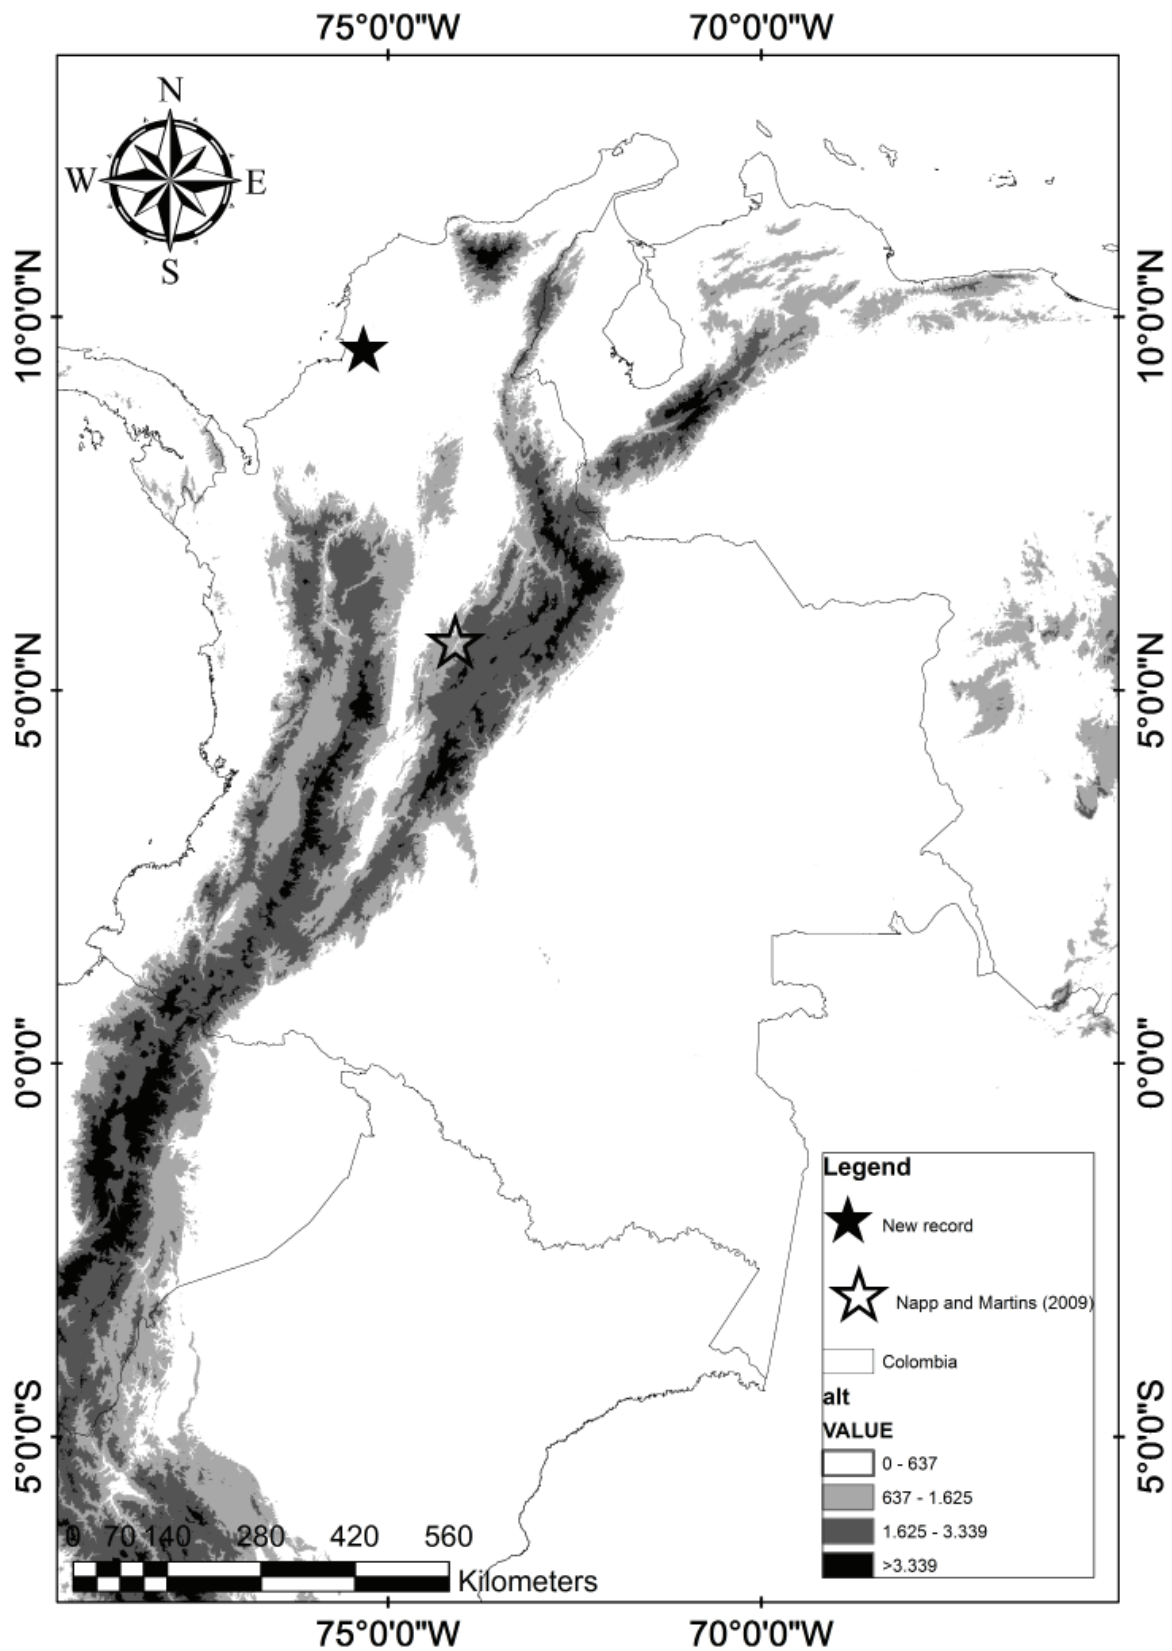 75°0'0"W 70°0'0"W
N
W E
S
10°0'0"N 10°0'0"N
5°0'0"N 5°0'0"N
0°0'0" 0°0'0"
5°0'0"S 5°0'0"S
Legend
New record
Napp and Martins (2009)
Colombia
alt
VALUE
0 - 637
637 - 1.625
1.625 - 3.339
>3.339
0 70 140 280 420 560
Kilometers
75°0'0"W 70°0'0"W